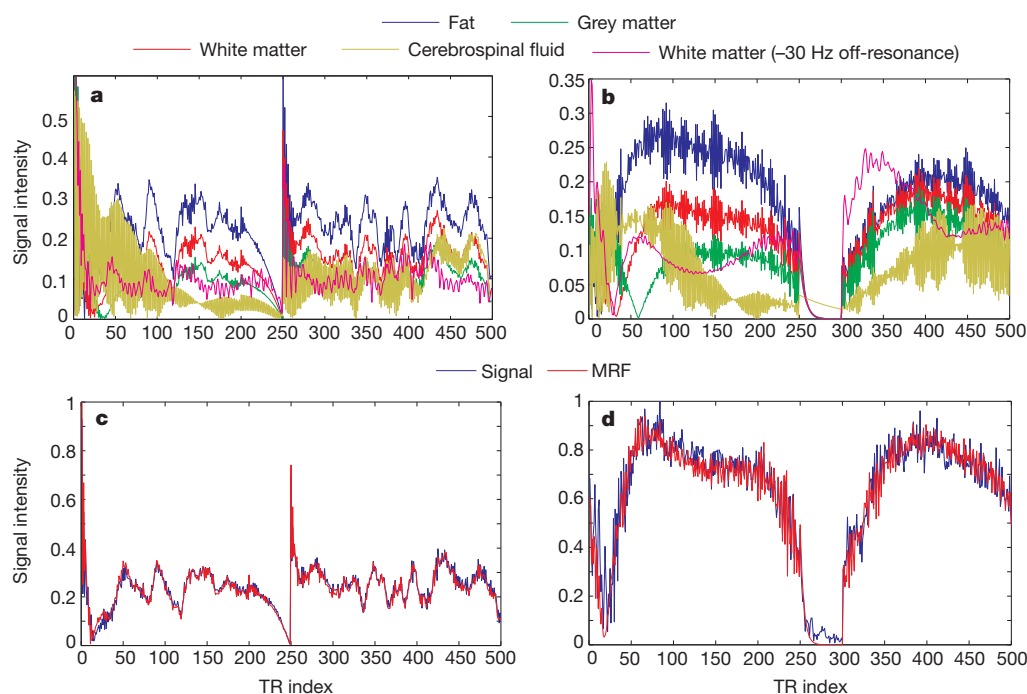 Fat Grey matter
White matter Cerebrospinal fluid White matter (–30 Hz off-resonance)
a
Signal intensity
0.5
0.4
0.3
0.2
0.1
0
0 50 100 150 200 250 300 350 400 450 500
b
0.35
0.3
0.25
0.2
0.15
0.1
0.05
0
0 50 100 150 200 250 300 350 400 450 500
Signal MRF
c
Signal intensity
1
0.8
0.6
0.4
0.2
0
0 50 100 150 200 250 300 350 400 450 500
TR index
d
1
0.8
0.6
0.4
0.2
0
0 50 100 150 200 250 300 350 400 450 500
TR index